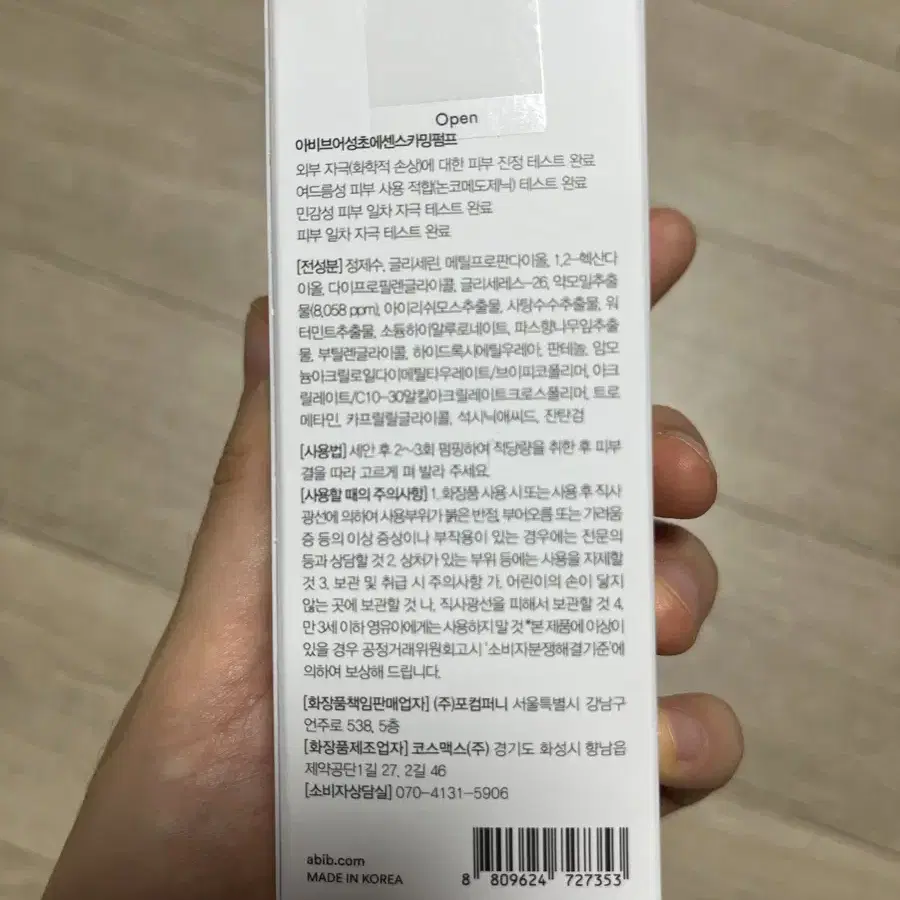 Open
아비브어성초에센스카밍펌프
외부 자극(화학적 손상)에 대한 피부 진정 테스트 완료
여드름성 피부 사용 적합(논코메도제닉) 테스트 완료
민감성 피부 일차 자극 테스트 완료
피부 일차 자극 테스트 완료
[전성분] 정제수, 글리세린, 메틸프로판다이올, 1,2-헥산다
이올, 다이프로필렌글라이콜, 글리세레스-26, 약모밀추출
물(8,058 ppm), 아이리쉬모스추출물, 사탕수수추출물, 워
터민트추출물, 소듐하이알루로네이트, 파스향나무잎추출
물, 부틸렌글라이콜, 하이드록시에틸우레아, 판테놀, 암모
늄아크릴로일다이메틸타우레이트/브이피코폴리머, 아크
릴레이트/C10-30알킬아크릴레이트크로스폴리머, 트로
메타민, 카프릴릴글라이콜, 석시닉애씨드, 잔탄검
[사용법] 세안 후 2~3회 펌핑하여 적당량을 취한 후 피부
결을 따라 고르게 펴 발라 주세요.
[사용할 때의 주의사항] 1. 화장품 사용 시 또는 사용 후 직사
광선에 의하여 사용부위가 붉은 반점, 부어오름 또는 가려움
증 등의 이상 증상이나 부작용이 있는 경우에는 전문의
등과 상담할 것 2. 상처가 있는 부위 등에는 사용을 자제할
것 3. 보관 및 취급 시 주의사항 가. 어린이의 손이 닿지
않는 곳에 보관할 것 나. 직사광선을 피해서 보관할 것 4.
만 3세 이하 영유아에게는 사용하지 말 것 *본 제품에 이상이
있을 경우 공정거래위원회고시 '소비자분쟁해결기준'에
의하여 보상해 드립니다.
[화장품책임판매업자] (주)포컴퍼니 서울특별시 강남구
언주로 538, 5층
[화장품제조업자] 코스맥스(주) 경기도 화성시 향남읍
제약공단1길 27, 2길 46
[소비자상담실] 070-4131-5906
abib.com
MADE IN KOREA
8 809624 727353